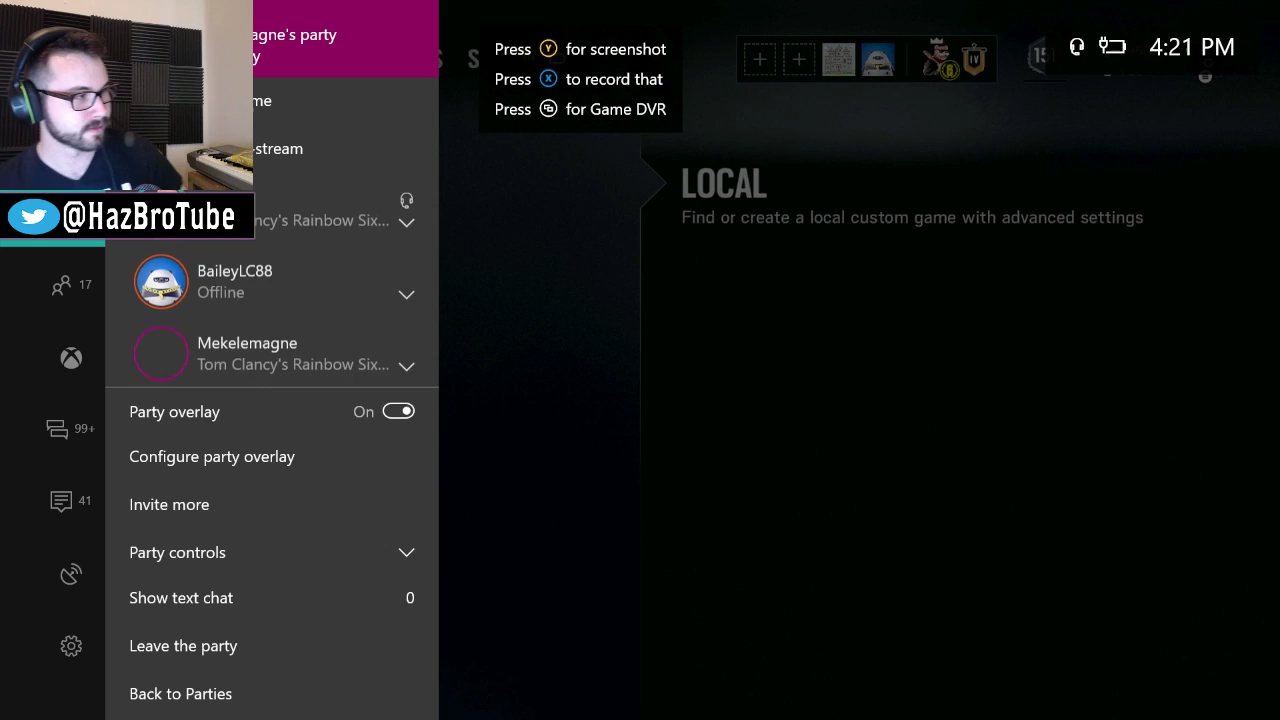 agne's party
y
me
-stream
@HazBroTube
ancy's Rainbow Six...
BaileyLC88
Offline
Mekelemagne
Tom Clancy's Rainbow Six...
Party overlay On
Configure party overlay
Invite more
Party controls
Show text chat 0
Leave the party
Back to Parties
17
99+
41
Press Y for screenshot
Press X to record that
Press for Game DVR
IV
15
4:21 PM
LOCAL
Find or create a local custom game with advanced settings